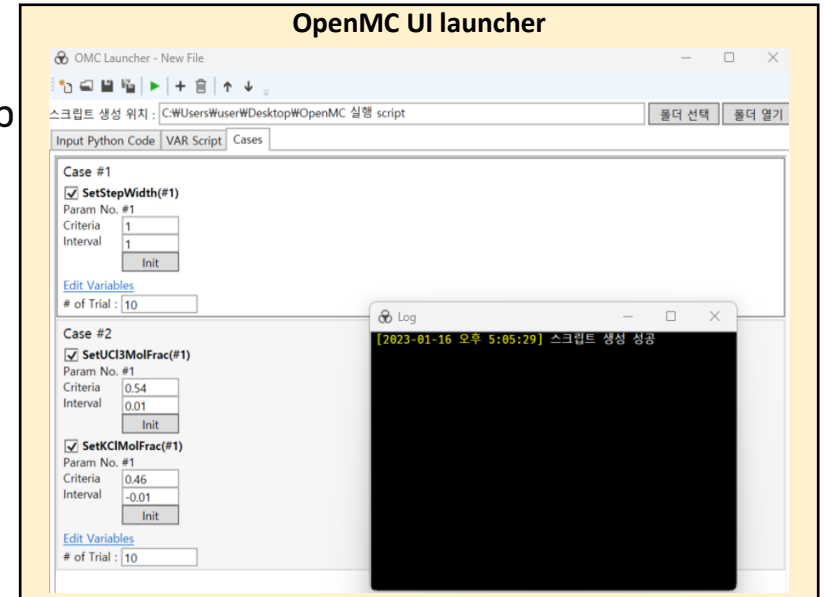 OpenMC UI launcher
OMC Launcher - New File
스크립트 생성 위치 : C:₩Users₩user₩Desktop₩OpenMC 실행 script 폴더 선택 폴더 열기
Input Python Code VAR Script Cases
Case #1
SetStepWidth(#1)
Param No. #1
Criteria 1
Interval 1
Init
Edit Variables
# of Trial : 10
Case #2
SetUCl3MolFrac(#1)
Param No. #1
Criteria 0.54
Interval 0.01
Init
SetKClMolFrac(#1)
Param No. #1
Criteria 0.46
Interval -0.01
Init
Edit Variables
# of Trial : 10
Log
[2023-01-16 오후 5:05:29] 스크립트 생성 성공